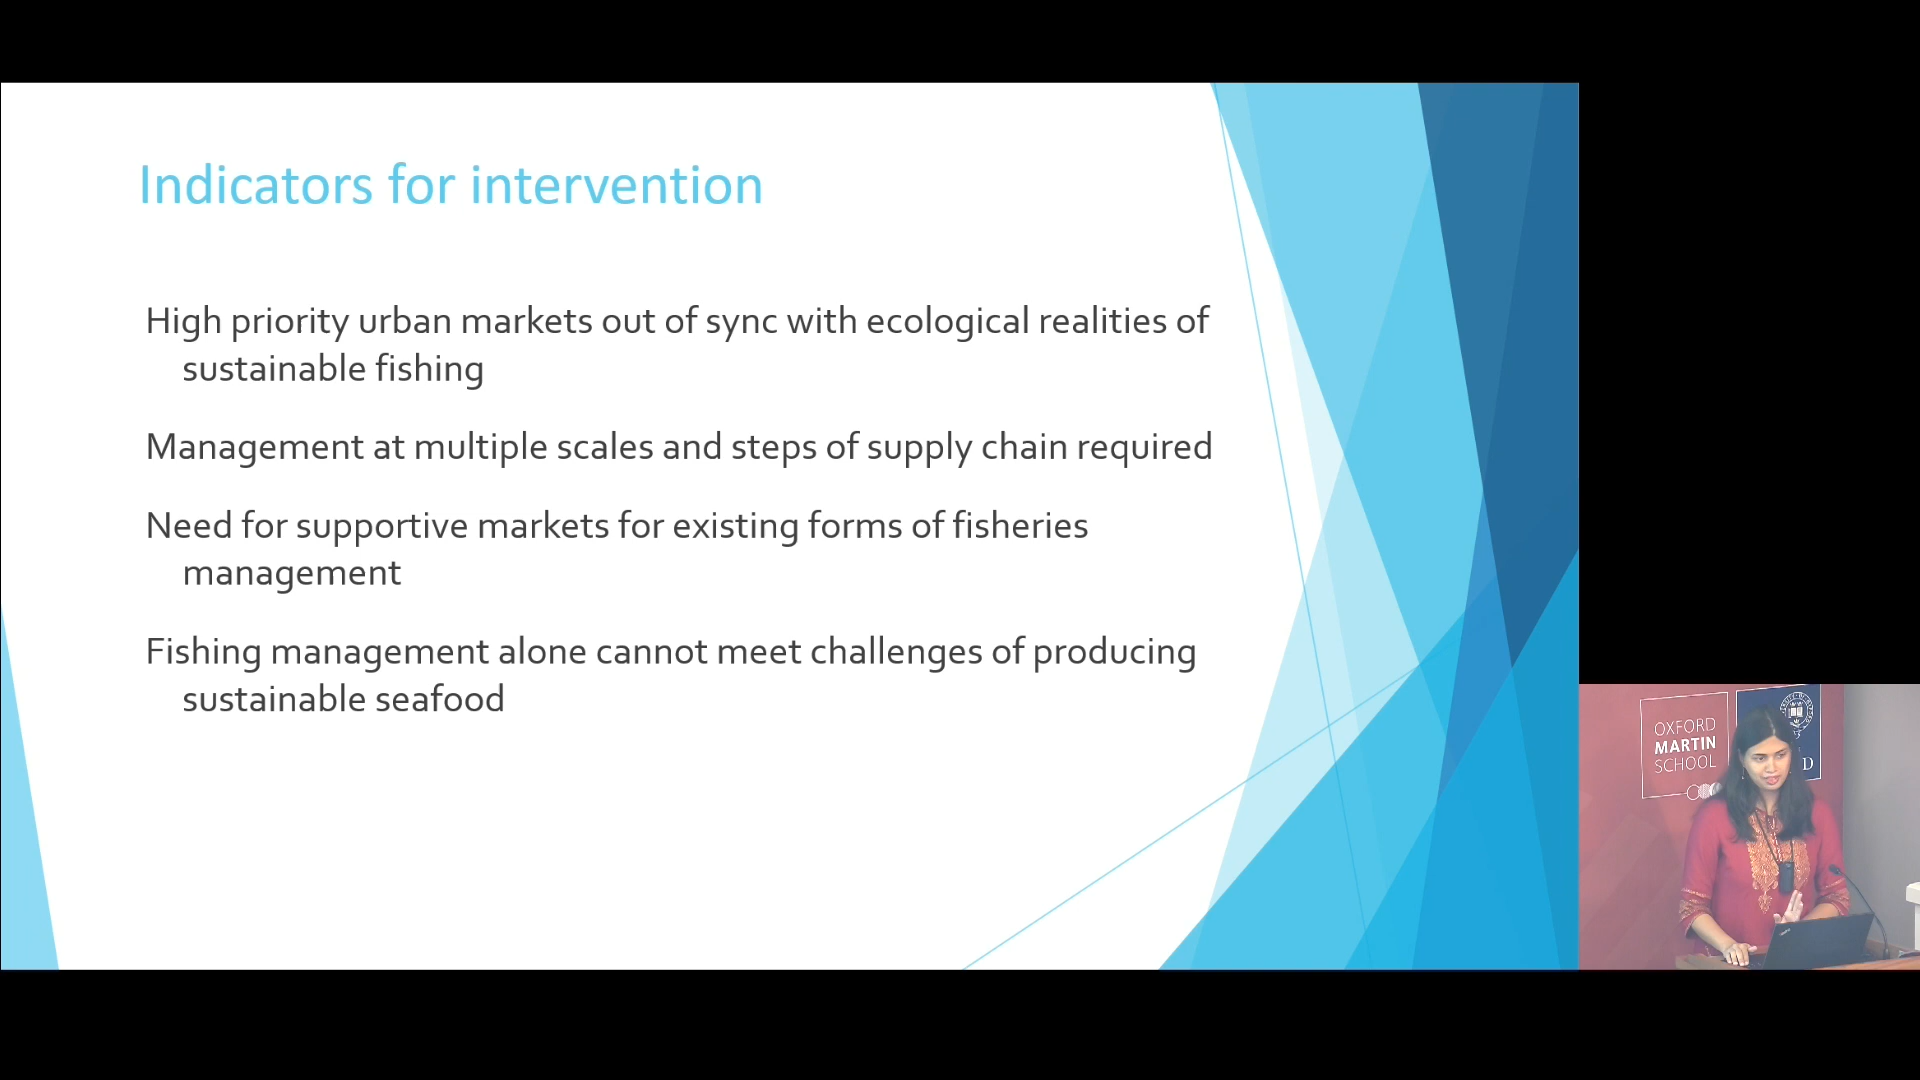 Indicators for intervention
High priority urban markets out of sync with ecological realities of
sustainable fishing
Management at multiple scales and steps of supply chain required
Need for supportive markets for existing forms of fisheries
management
Fishing management alone cannot meet challenges of producing
sustainable seafood
OXFORD
MARTIN
SCHOOL